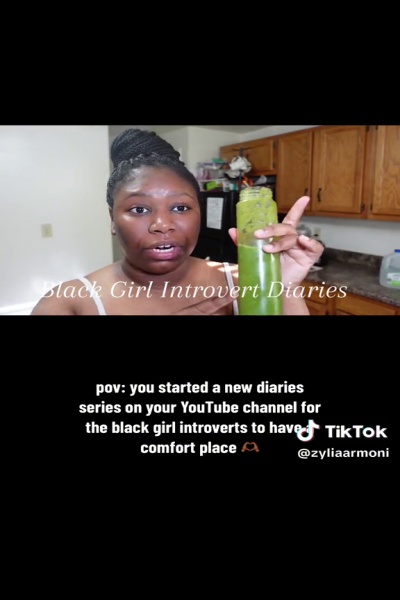 Black Girl Introvert Diaries
pov: you started a new diaries
series on your YouTube channel for
the black girl introverts to have a
comfort place 🫶🏾
TikTok
@zyliaarmoni